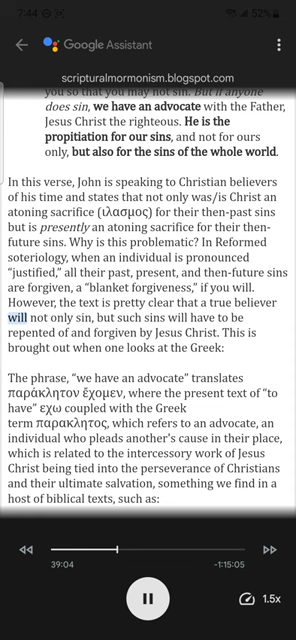 7:44
52%
Google Assistant
scripturalmormonism.blogspot.com
you so that you may not sin. But if anyone
does sin, we have an advocate with the Father,
Jesus Christ the righteous. He is the
propitiation for our sins, and not for ours
only, but also for the sins of the whole world.
In this verse, John is speaking to Christian believers
of his time and states that not only was/is Christ an
atoning sacrifice (ιλασμος) for their then-past sins
but is presently an atoning sacrifice for their then-
future sins. Why is this problematic? In Reformed
soteriology, when an individual is pronounced
“justified,” all their past, present, and then-future sins
are forgiven, a “blanket forgiveness,” if you will.
However, the text is pretty clear that a true believer
will not only sin, but such sins will have to be
repented of and forgiven by Jesus Christ. This is
brought out when one looks at the Greek:
The phrase, “we have an advocate” translates
παράκλητον ἔχομεν, where the present text of “to
have” εχω coupled with the Greek
term παρακλητος, which refers to an advocate, an
individual who pleads another’s cause in their place,
which is related to the intercessory work of Jesus
Christ being tied into the perseverance of Christians
and their ultimate salvation, something we find in a
host of biblical texts, such as:
39:04
-1:15:05
1.5x